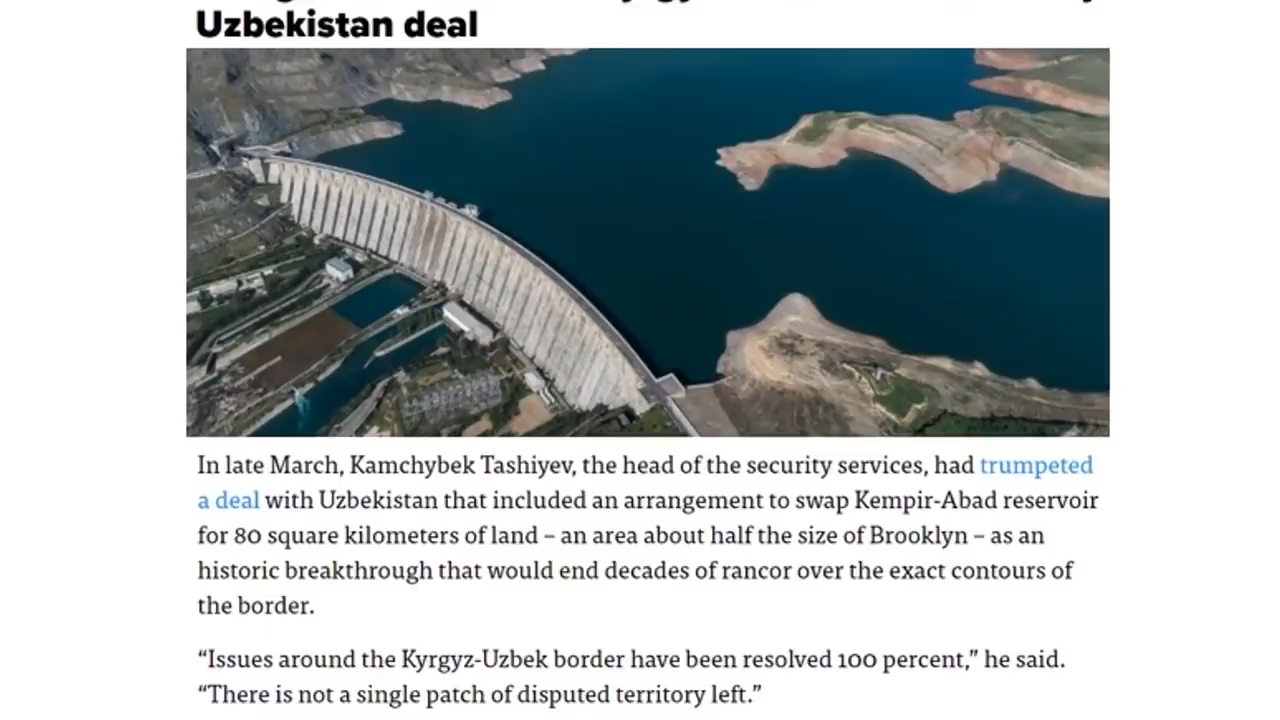 Uzbekistan deal
In late March, Kamchybek Tashiyev, the head of the security services, had trumpeted
a deal with Uzbekistan that included an arrangement to swap Kempir-Abad reservoir
for 80 square kilometers of land – an area about half the size of Brooklyn – as an
historic breakthrough that would end decades of rancor over the exact contours of
the border.
“Issues around the Kyrgyz-Uzbek border have been resolved 100 percent,” he said.
“There is not a single patch of disputed territory left.”